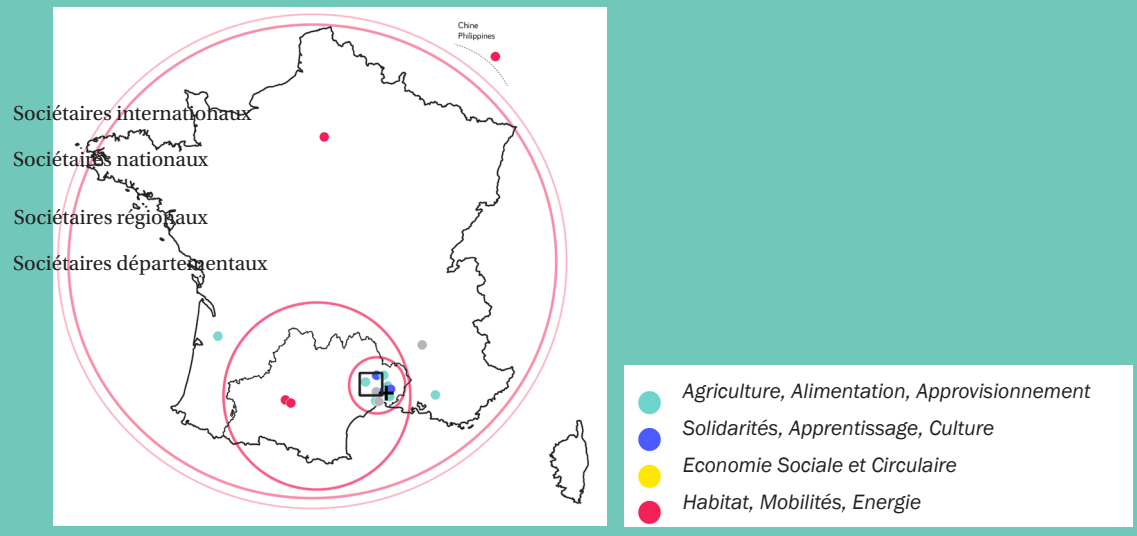 Chine
Philippines
Sociétaires internationaux
Sociétaires nationaux
Sociétaires régionaux
Sociétaires départementaux
Agriculture, Alimentation, Approvisionnement
Solidarités, Apprentissage, Culture
Economie Sociale et Circulaire
Habitat, Mobilités, Energie